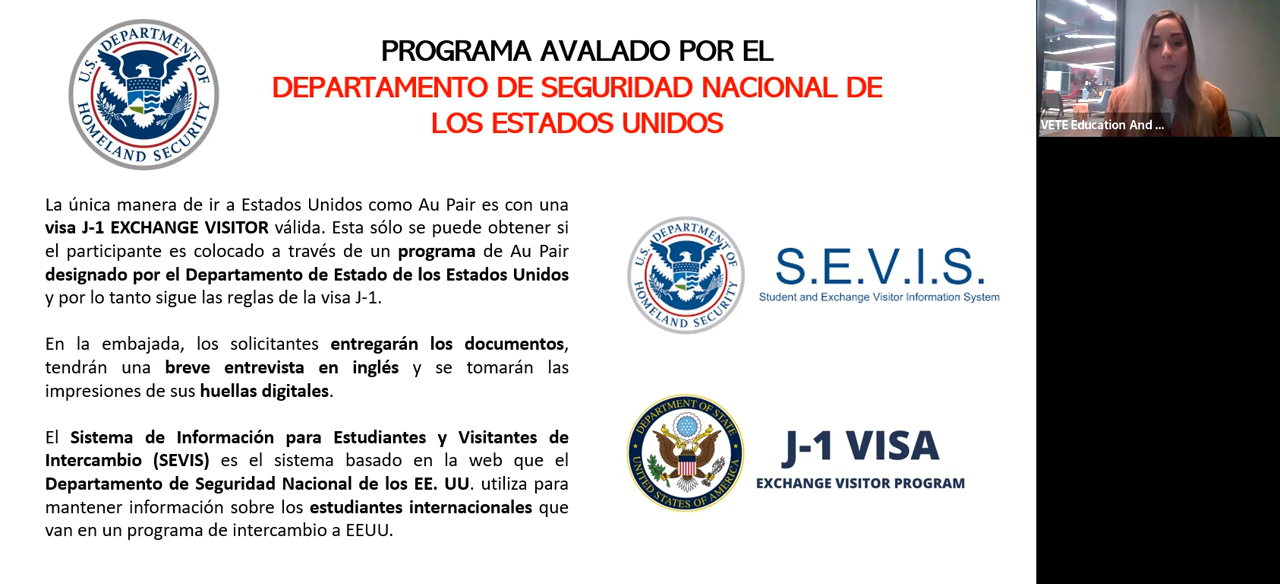 PROGRAMA AVALADO POR EL
DEPARTAMENTO DE SEGURIDAD NACIONAL DE
LOS ESTADOS UNIDOS
U.S. DEPARTMENT OF
HOMELAND SECURITY
La única manera de ir a Estados Unidos como Au Pair es con una
visa J-1 EXCHANGE VISITOR válida. Esta sólo se puede obtener si
el participante es colocado a través de un programa de Au Pair
designado por el Departamento de Estado de los Estados Unidos
y por lo tanto sigue las reglas de la visa J-1.
En la embajada, los solicitantes entregarán los documentos,
tendrán una breve entrevista en inglés y se tomarán las
impresiones de sus huellas digitales.
El Sistema de Información para Estudiantes y Visitantes de
Intercambio (SEVIS) es el sistema basado en la web que el
Departamento de Seguridad Nacional de los EE. UU. utiliza para
mantener información sobre los estudiantes internacionales que
van en un programa de intercambio a EEUU.
U.S. DEPARTMENT OF
HOMELAND SECURITY
S.E.V.I.S.
Student and Exchange Visitor Information System
DEPARTMENT OF STATE
UNITED STATES OF AMERICA
J-1 VISA
EXCHANGE VISITOR PROGRAM
VETE Education And ...